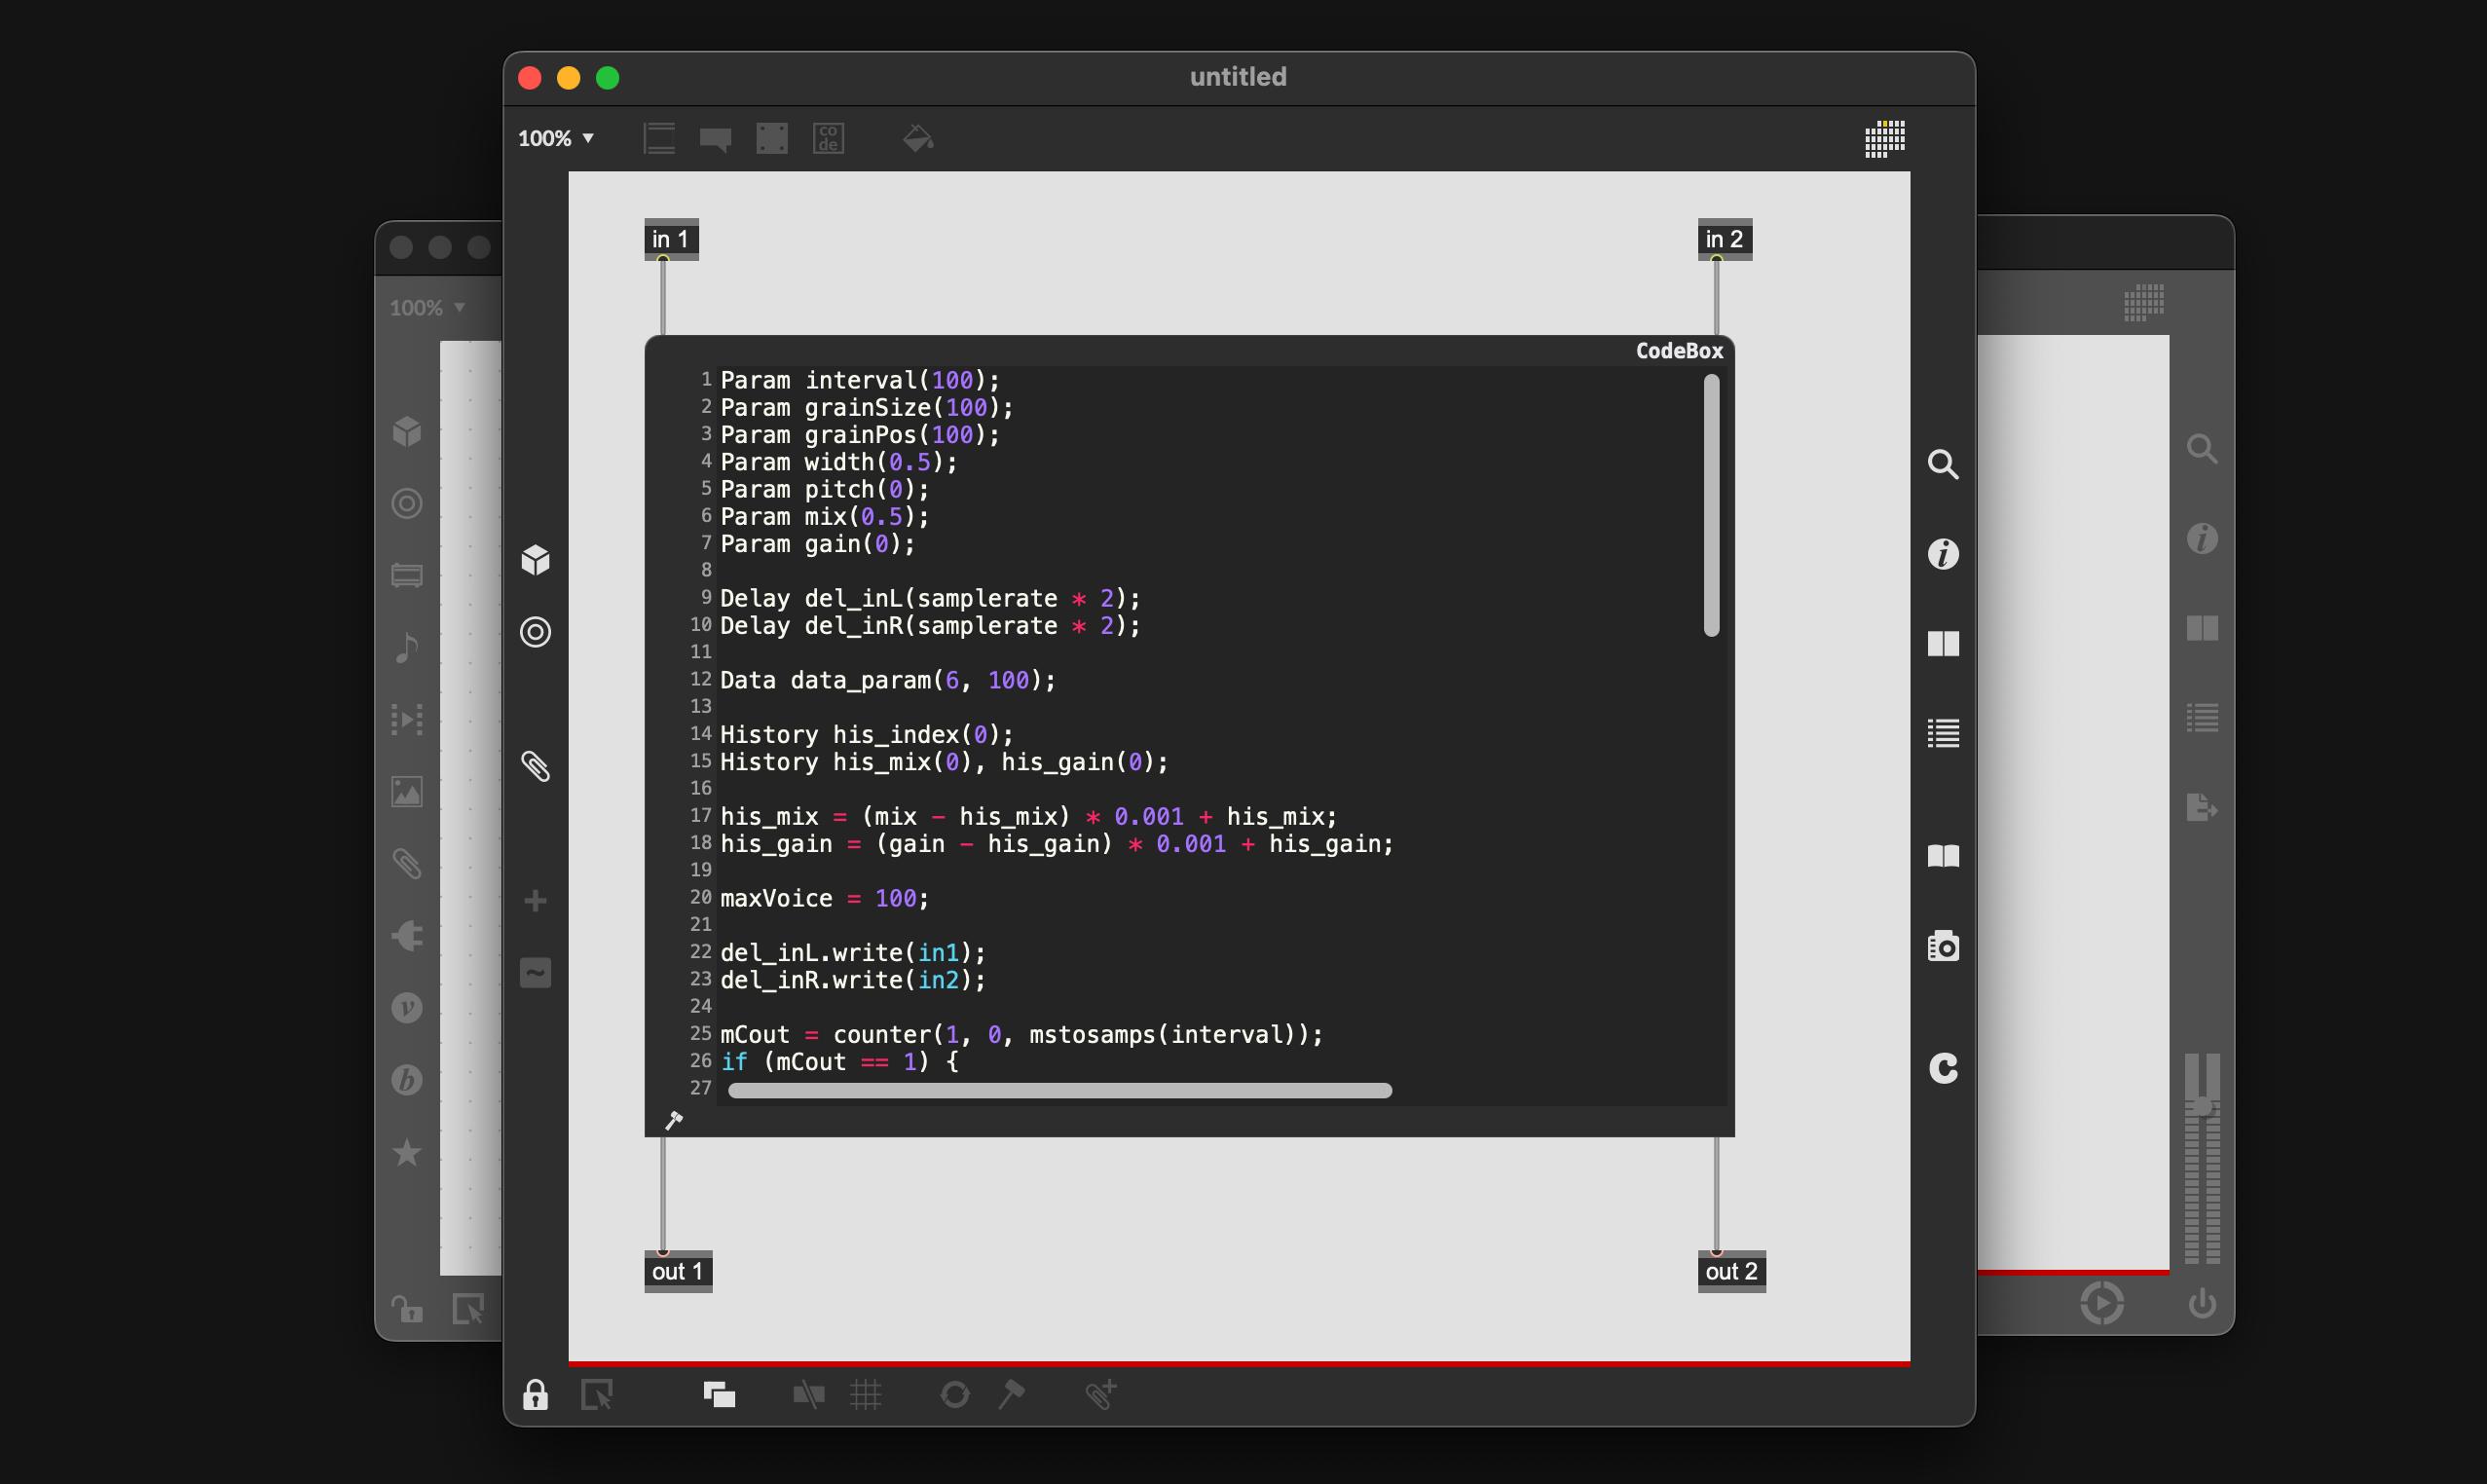 untitled
100%
co
de
100%
in 1
in 2
CodeBox
1 Param interval(100);
2 Param grainSize(100);
3 Param grainPos(100);
4 Param width(0.5);
5 Param pitch(0);
6 Param mix(0.5);
7 Param gain(0);
8
9 Delay del_inL(samplerate * 2);
10 Delay del_inR(samplerate * 2);
11
12 Data data_param(6, 100);
13
14 History his_index(0);
15 History his_mix(0), his_gain(0);
16
17 his_mix = (mix - his_mix) * 0.001 + his_mix;
18 his_gain = (gain - his_gain) * 0.001 + his_gain;
19
20 maxVoice = 100;
21
22 del_inL.write(in1);
23 del_inR.write(in2);
24
25 mCout = counter(1, 0, mstosamps(interval));
26 if (mCout == 1) {
27
out 1
out 2